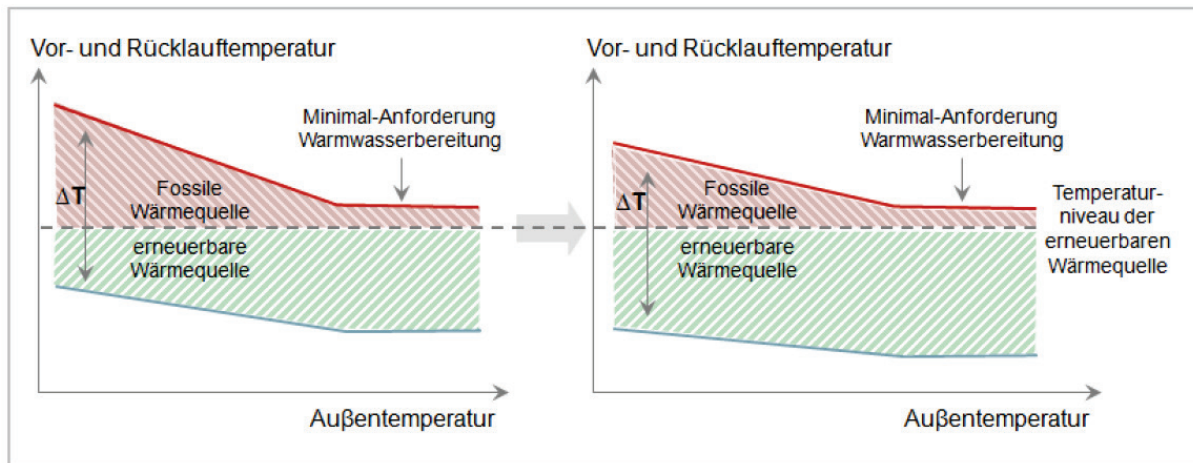 Vor- und Rücklauftemperatur
Minimal-Anforderung
Warmwasserbereitung
ΔT
Fossile
Wärmequelle
erneuerbare
Wärmequelle
Außentemperatur
Vor- und Rücklauftemperatur
Minimal-Anforderung
Warmwasserbereitung
ΔT
Fossile
Wärmequelle
erneuerbare
Wärmequelle
Temperatur-
niveau der
erneuerbaren
Wärmequelle
Außentemperatur